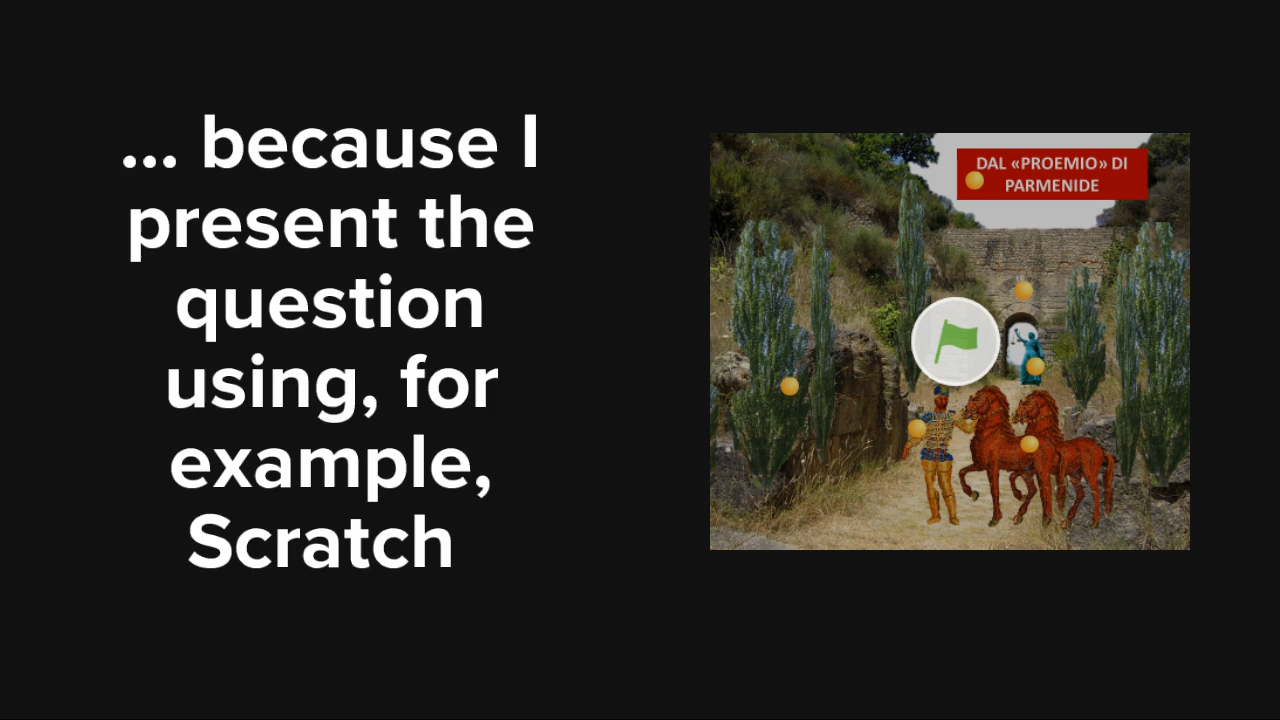 ... because I
present the
question
using, for
example,
Scratch
DAL «PROEMIO» DI
PARMENIDE